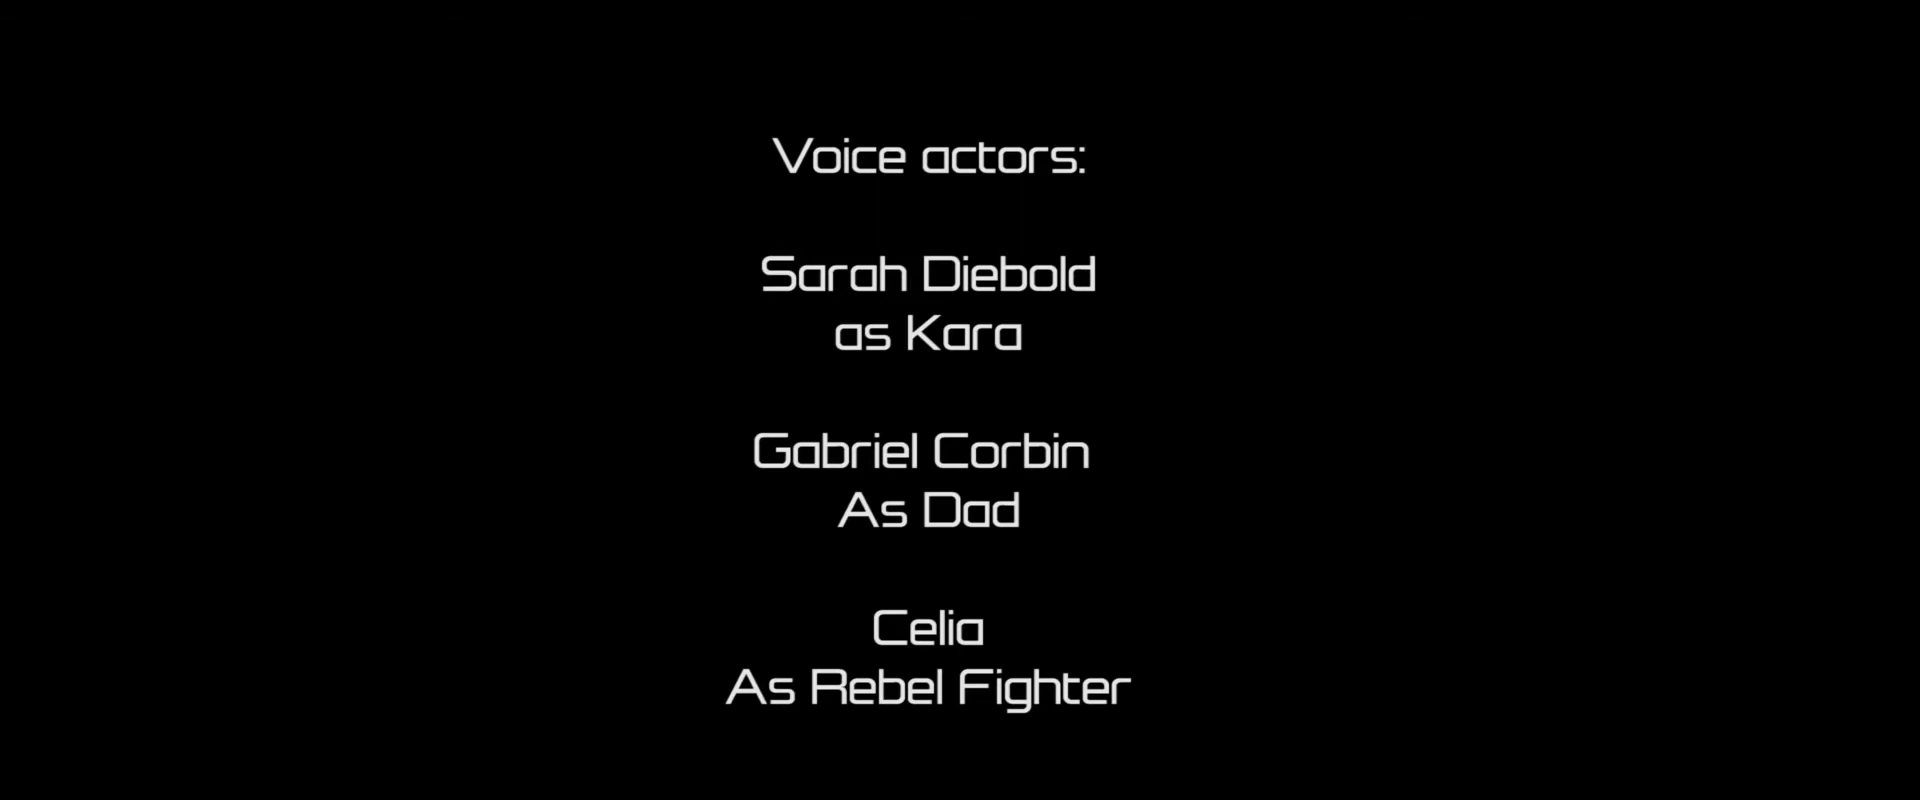 Voice actors:
Sarah Diebold
as Kara
Gabriel Corbin
As Dad
Celia
As Rebel Fighter